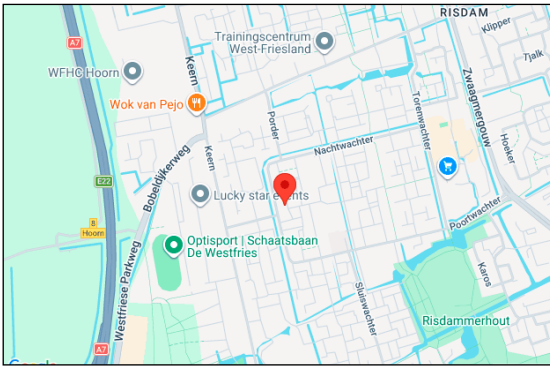 RISDAM
A7
Trainingscentrum
West-Friesland
Klipper
Tjalk
WFHC Hoorn
Keern
Zwaagmergouw
Wok van Pejo
Porder
Torenwachter
Hoeker
Nachtwachter
Bobeldijkerweg
Keern
E22
Lucky star events
8
Hoorn
Poortwachter
Optisport | Schaatsbaan
De Westfries
Karos
Westfriese Parkweg
Sluiswachter
Risdammerhout
A7
Google